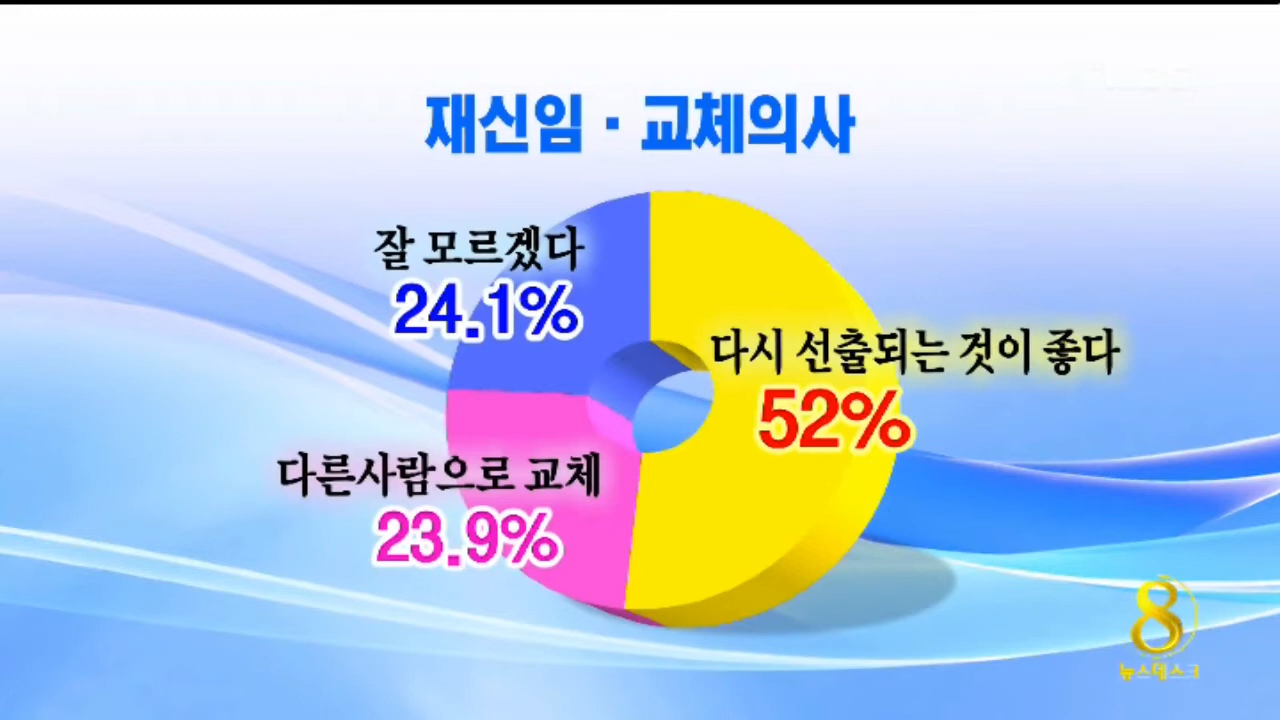 재신임·교체의사
잘 모르겠다
24.1%
다시 선출되는 것이 좋다
52%
다른사람으로 교체
23.9%
8
뉴스데스크